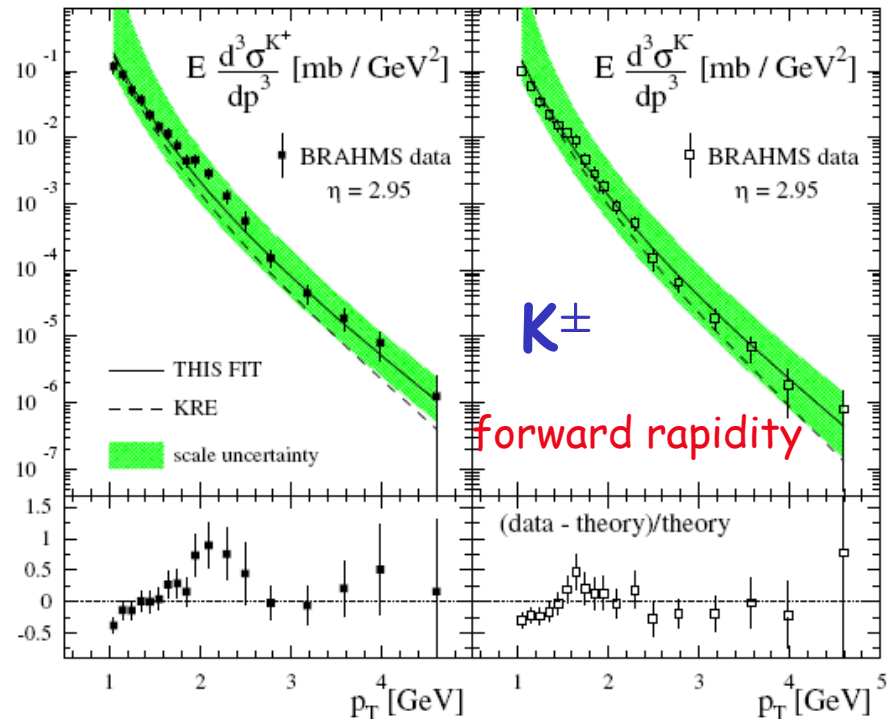 E d³σ^{K⁺} / dp³ [mb / GeV²]
BRAHMS data
η = 2.95
THIS FIT
KRE
scale uncertainty
10⁻¹
10⁻²
10⁻³
10⁻⁴
10⁻⁵
10⁻⁶
10⁻⁷
E d³σ^{K⁻} / dp³ [mb / GeV²]
BRAHMS data
η = 2.95
K±
forward rapidity
1.5
1
0.5
0
-0.5
(data - theory)/theory
1 2 3 4
p_T [GeV]
1 2 3 4 5
p_T [GeV]